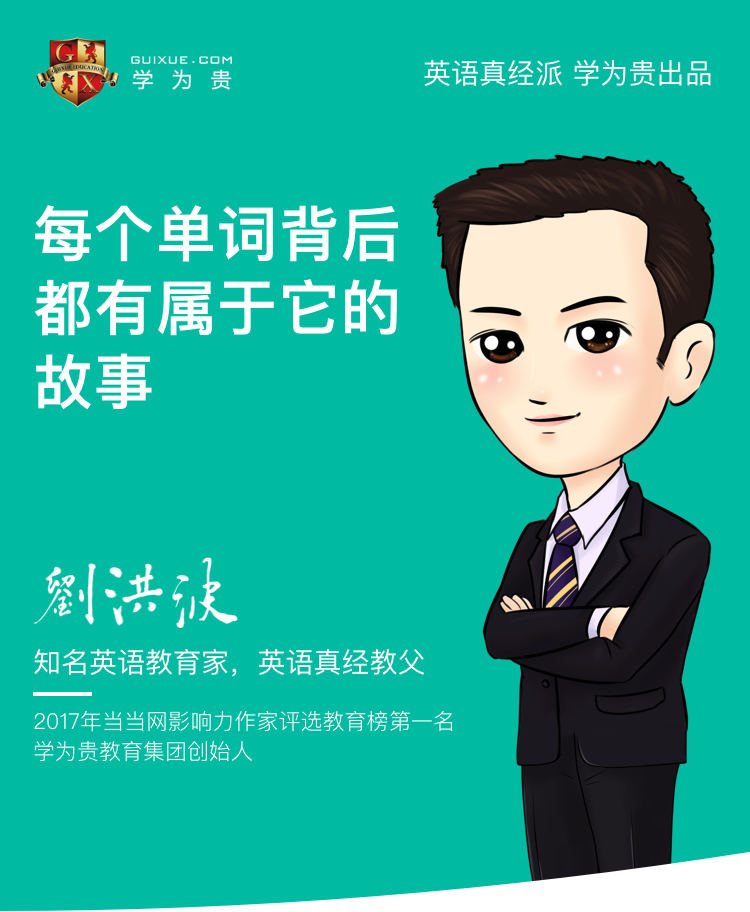 GUIXUE.COM
学为贵
英语真经派 学为贵出品
G
GUIXUE EDUCATION
X
每个单词背后
都有属于它的
故事
劉洪波
知名英语教育家，英语真经教父
2017年当当网影响力作家评选教育榜第一名
学为贵教育集团创始人